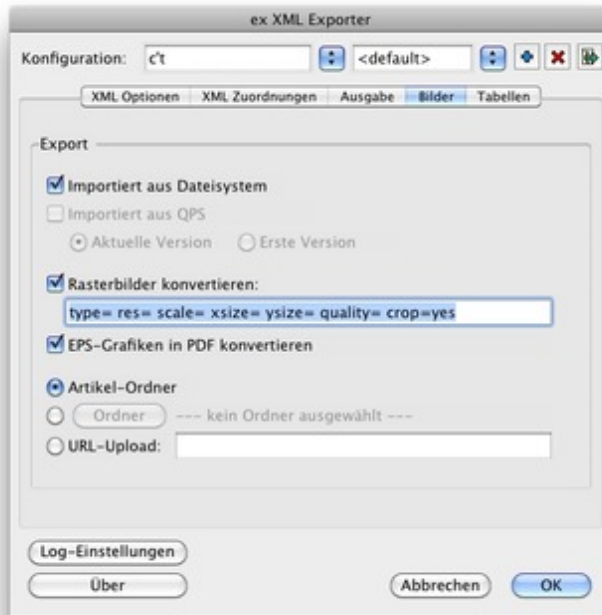 ex XML Exporter
Konfiguration: c't <default>
XML Optionen XML Zuordnungen Ausgabe Bilder Tabellen
Export
Importiert aus Dateisystem
Importiert aus QPS
Aktuelle Version Erste Version
Rasterbilder konvertieren:
type= res= scale= xsize= ysize= quality= crop=yes
EPS-Grafiken in PDF konvertieren
Artikel-Ordner
Ordner --- kein Ordner ausgewählt ---
URL-Upload:
Log-Einstellungen
Über Abbrechen OK